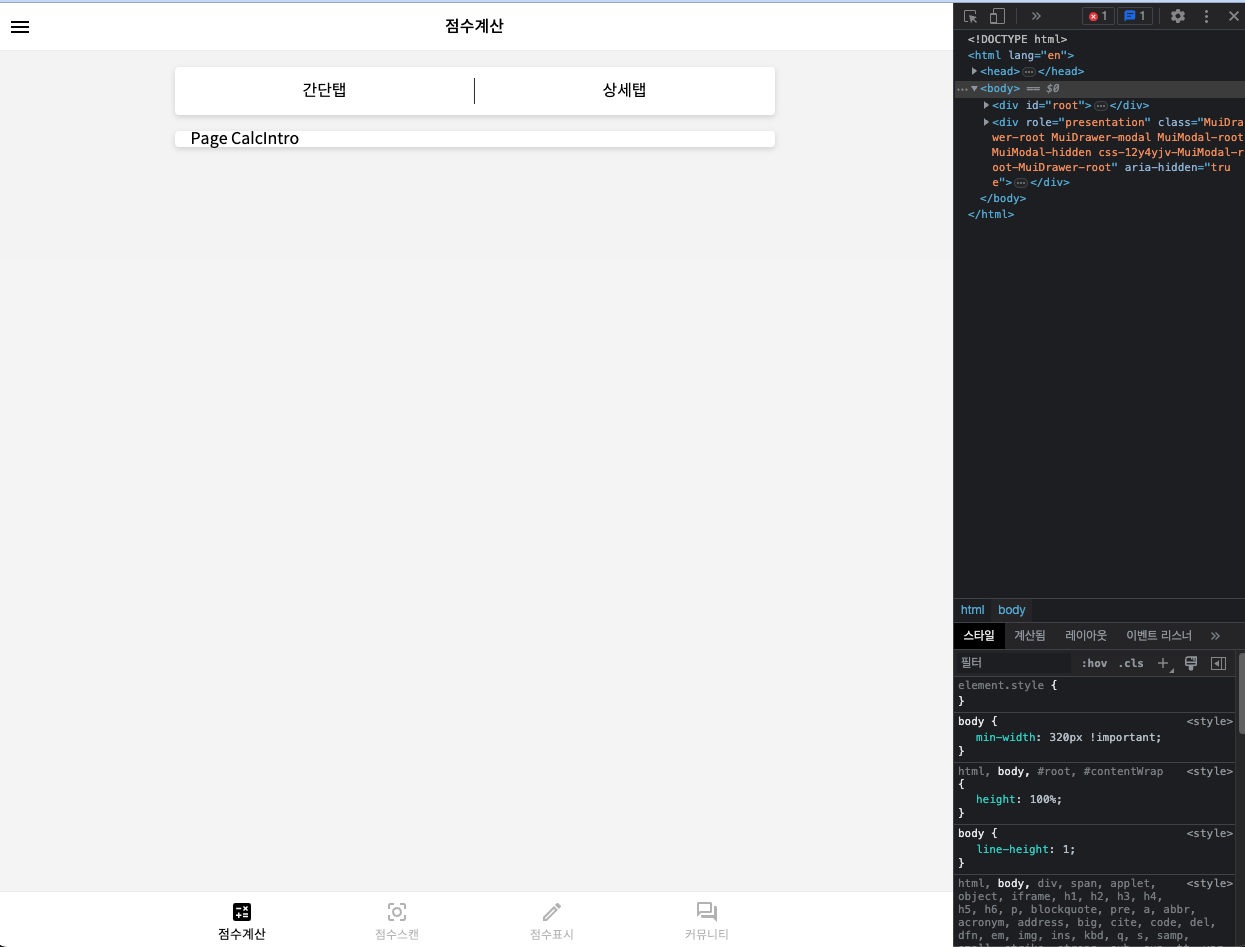 점수계산
간단탭
상세탭
Page CalcIntro
점수계산
점수스캔
점수표시
커뮤니티
1
1
<!DOCTYPE html>
<html lang="en">
<head> ⋯ </head>
⋯ <body> == $0
<div id="root"> ⋯ </div>
<div role="presentation" class="MuiDra
wer-root MuiDrawer-modal MuiModal-root
MuiModal-hidden css-12y4yjv-MuiModal-r
oot-MuiDrawer-root" aria-hidden="tru
e"> ⋯ </div>
</body>
</html>
html body
스타일 계산됨 레이아웃 이벤트 리스너 »
필터 :hov .cls +
element.style {
}
body { <style>
min-width: 320px !important;
}
html, body, #root, #contentWrap <style>
{
height: 100%;
}
body { <style>
line-height: 1;
}
html, body, div, span, applet, <style>
object, iframe, h1, h2, h3, h4,
h5, h6, p, blockquote, pre, a, abbr,
acronym, address, big, cite, code, del,
dfn, em, img, ins, kbd, q, s, samp,